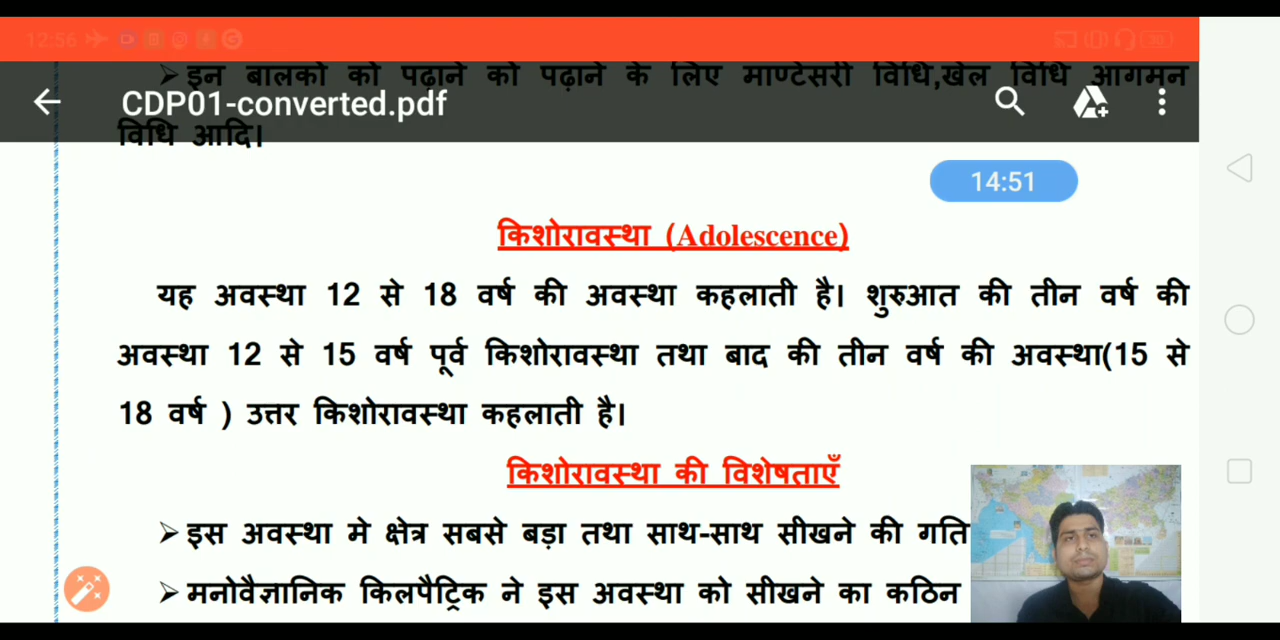 12:56
➢ इन बालको को पढ़ाने को पढ़ाने के लिए माण्टेसरी विधि,खेल विधि आगमन
CDP01-converted.pdf
विधि आदि।
14:51
किशोरावस्था (Adolescence)
यह अवस्था 12 से 18 वर्ष की अवस्था कहलाती है। शुरुआत की तीन वर्ष की
अवस्था 12 से 15 वर्ष पूर्व किशोरावस्था तथा बाद की तीन वर्ष की अवस्था(15 से
18 वर्ष ) उत्तर किशोरावस्था कहलाती है।
किशोरावस्था की विशेषताएँ
➢ इस अवस्था मे क्षेत्र सबसे बड़ा तथा साथ-साथ सीखने की गति
➢ मनोवैज्ञानिक किलपैट्रिक ने इस अवस्था को सीखने का कठिन